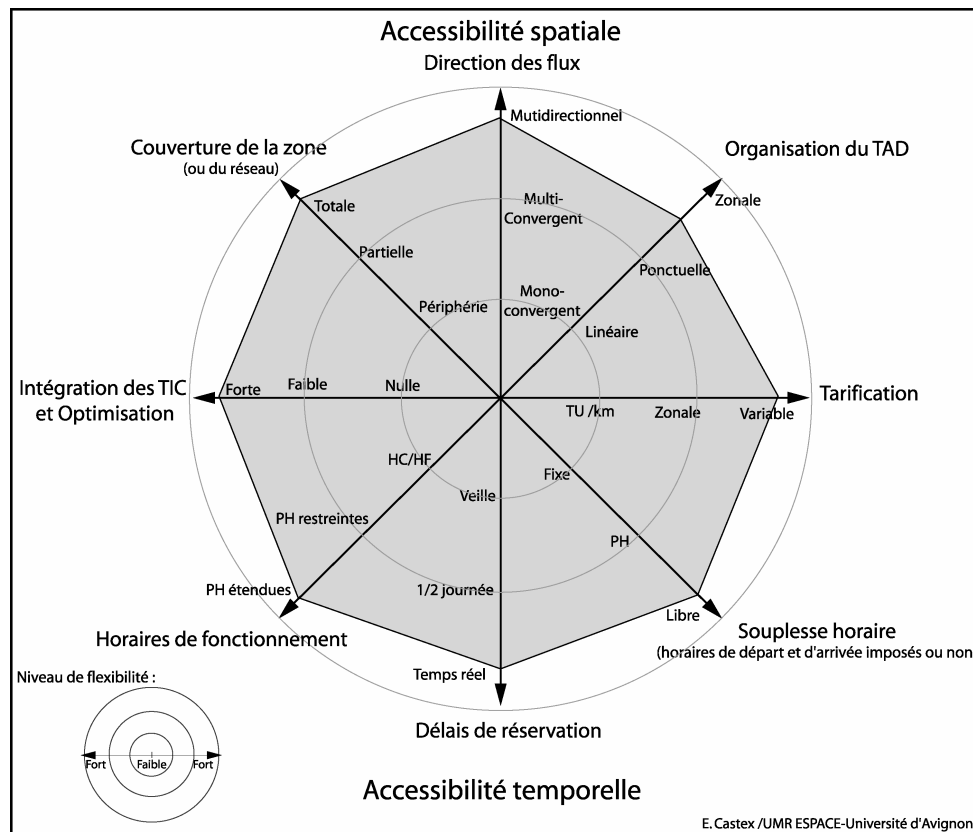 Accessibilité spatiale
Direction des flux
Mutidirectionnel
Couverture de la zone
(ou du réseau)
Organisation du TAD
Totale
Multi-
Convergent
Zonale
Partielle
Ponctuelle
Périphérie
Mono-
convergent
Linéaire
Intégration des TIC
et Optimisation
Forte
Faible
Nulle
TU /km
Zonale
Variable
Tarification
HC/HF
Fixe
Veille
PH restreintes
PH
PH étendues
1/2 journée
Libre
Horaires de fonctionnement
Souplesse horaire
(horaires de départ et d'arrivée imposés ou non
Temps réel
Niveau de flexibilité :
Délais de réservation
Fort
Faible
Fort
Accessibilité temporelle
E. Castex /UMR ESPACE-Université d'Avignon